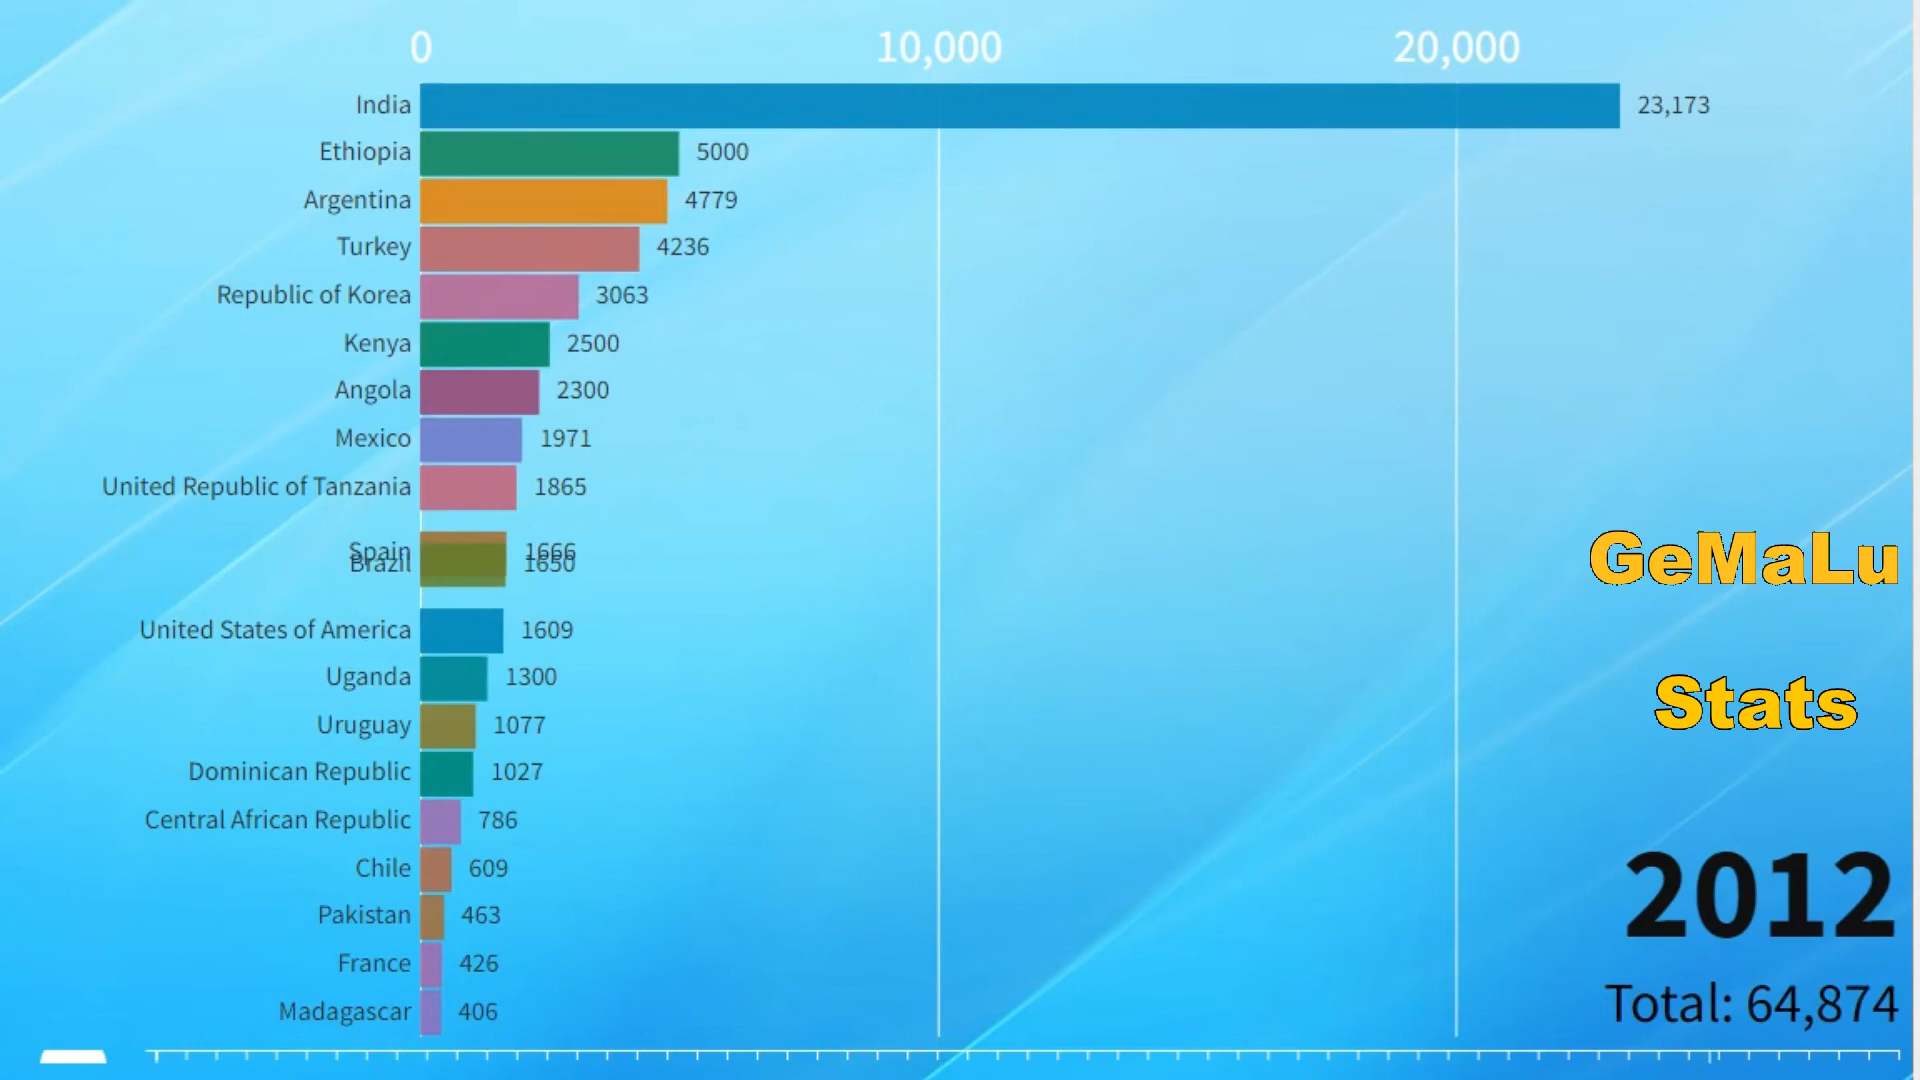 0 10,000 20,000
India 23,173
Ethiopia 5000
Argentina 4779
Turkey 4236
Republic of Korea 3063
Kenya 2500
Angola 2300
Mexico 1971
United Republic of Tanzania 1865
Spain 1666
Brazil 1650
GeMaLu
United States of America 1609
Uganda 1300
Stats
Uruguay 1077
Dominican Republic 1027
Central African Republic 786
Chile 609
2012
Pakistan 463
France 426
Madagascar 406
Total: 64,874